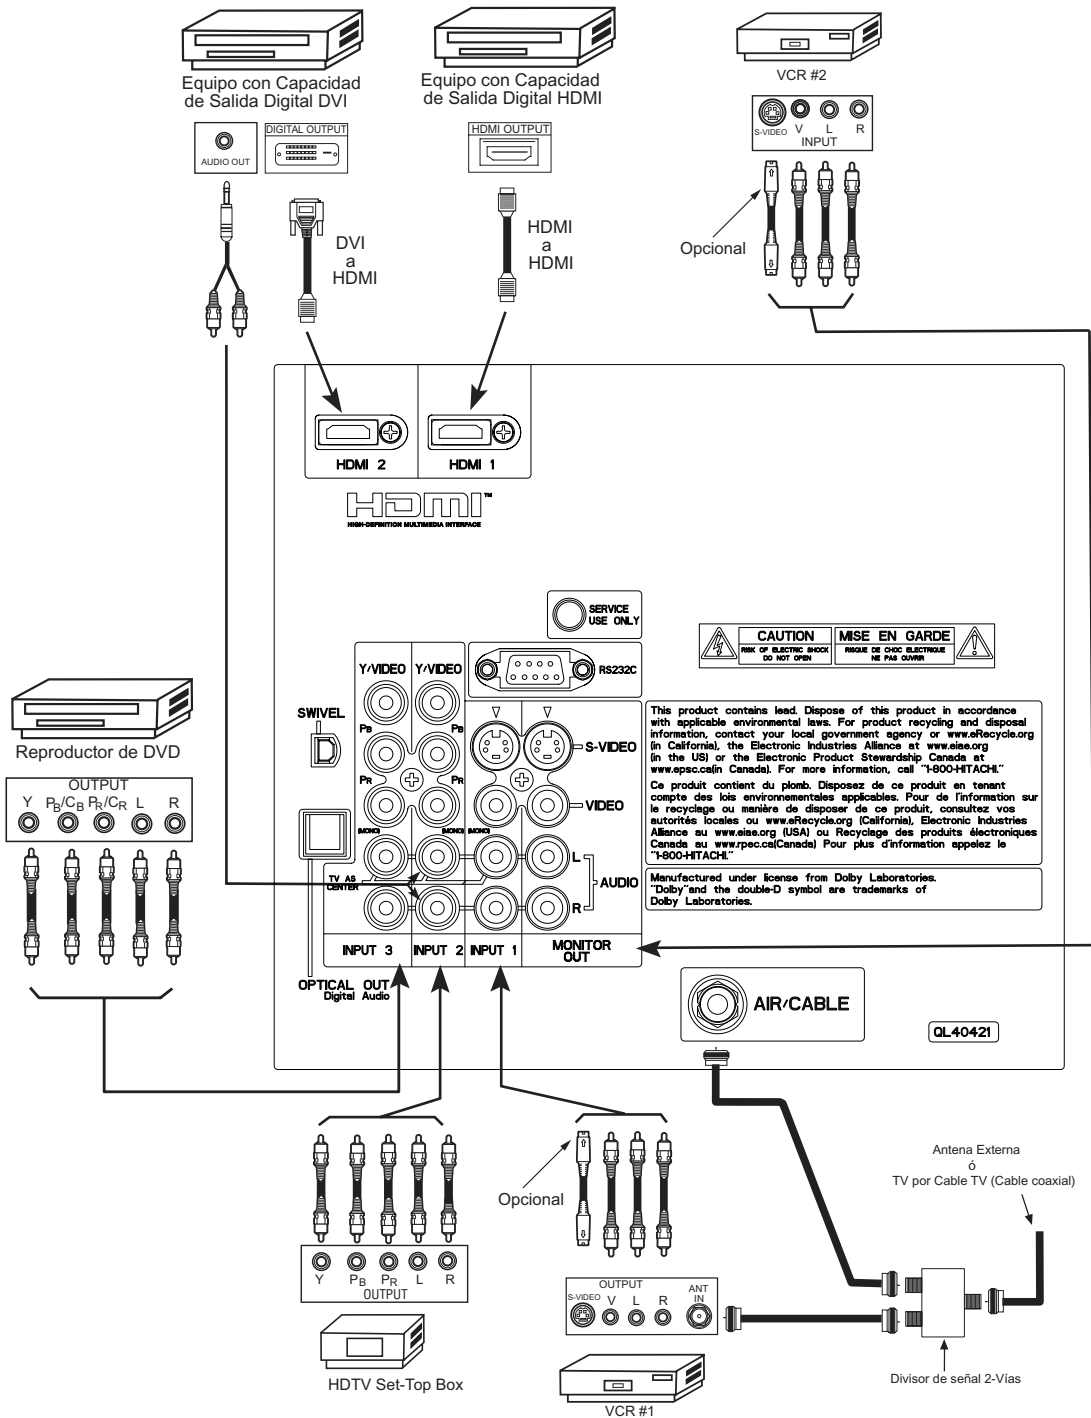 Equipo con Capacidad
de Salida Digital DVI
Equipo con Capacidad
de Salida Digital HDMI
VCR #2
AUDIO OUT
DIGITAL OUTPUT
HDMI OUTPUT
S-VIDEO V L R
INPUT
DVI
a
HDMI
HDMI
a
HDMI
Opcional
HDMI 2
HDMI 1
HDMI™
HIGH-DEFINITION MULTIMEDIA INTERFACE
SERVICE
USE ONLY
CAUTION
RISK OF ELECTRIC SHOCK
DO NOT OPEN
MISE EN GARDE
RISQUE DE CHOC ELECTRIQUE
NE PAS OUVRIR
Y/VIDEO
Y/VIDEO
RS232C
SWIVEL
PB
PB
S-VIDEO
PR
PR
VIDEO
(MONO)
(MONO)
(MONO)
L
TV AS
CENTER
AUDIO
R
INPUT 3
INPUT 2
INPUT 1
MONITOR
OUT
OPTICAL OUT
Digital Audio
This product contains lead. Dispose of this product in accordance
with applicable environmental laws. For product recycling and disposal
information, contact your local government agency or www.eRecycle.org
(in California), the Electronic Industries Alliance at www.eiae.org
(in the US) or the Electronic Product Stewardship Canada at
www.epsc.ca(in Canada). For more information, call "1-800-HITACHI."
Ce produit contient du plomb. Disposez de ce produit en tenant
compte des lois environnementales applicables. Pour de l'information sur
le recyclage ou manière de disposer de ce produit, consultez vos
autorités locales ou www.eRecycle.org (California), Electronic Industries
Alliance au www.eiae.org (USA) ou Recyclage des produits électroniques
Canada au www.rpec.ca(Canada) Pour plus d'information appelez le
"1-800-HITACHI."
Manufactured under license from Dolby Laboratories.
"Dolby"and the double-D symbol are trademarks of
Dolby Laboratories.
AIR/CABLE
QL40421
Reproductor de DVD
OUTPUT
Y PB/CB PR/CR L R
Opcional
Y PB PR L R
OUTPUT
HDTV Set-Top Box
OUTPUT
S-VIDEO V L R
ANT
IN
VCR #1
Antena Externa
ó
TV por Cable TV (Cable coaxial)
Divisor de señal 2-Vías